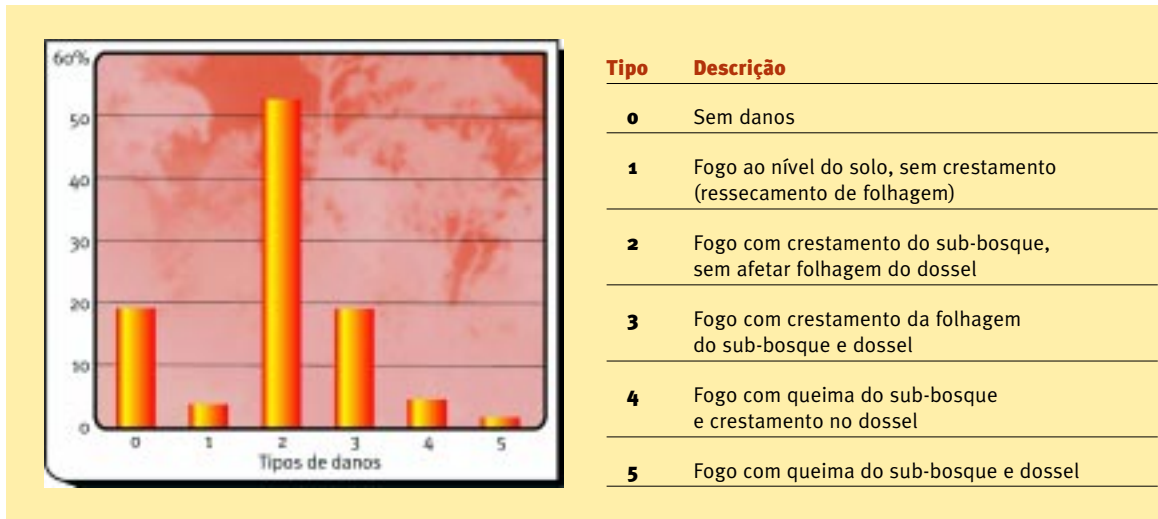 60%
50
40
30
20
10
0
0 1 2 3 4 5
Tipos de danos
Tipo Descrição
0 Sem danos
1 Fogo ao nível do solo, sem crestamento
(ressecamento de folhagem)
2 Fogo com crestamento do sub-bosque,
sem afetar folhagem do dossel
3 Fogo com crestamento da folhagem
do sub-bosque e dossel
4 Fogo com queima do sub-bosque
e crestamento no dossel
5 Fogo com queima do sub-bosque e dossel